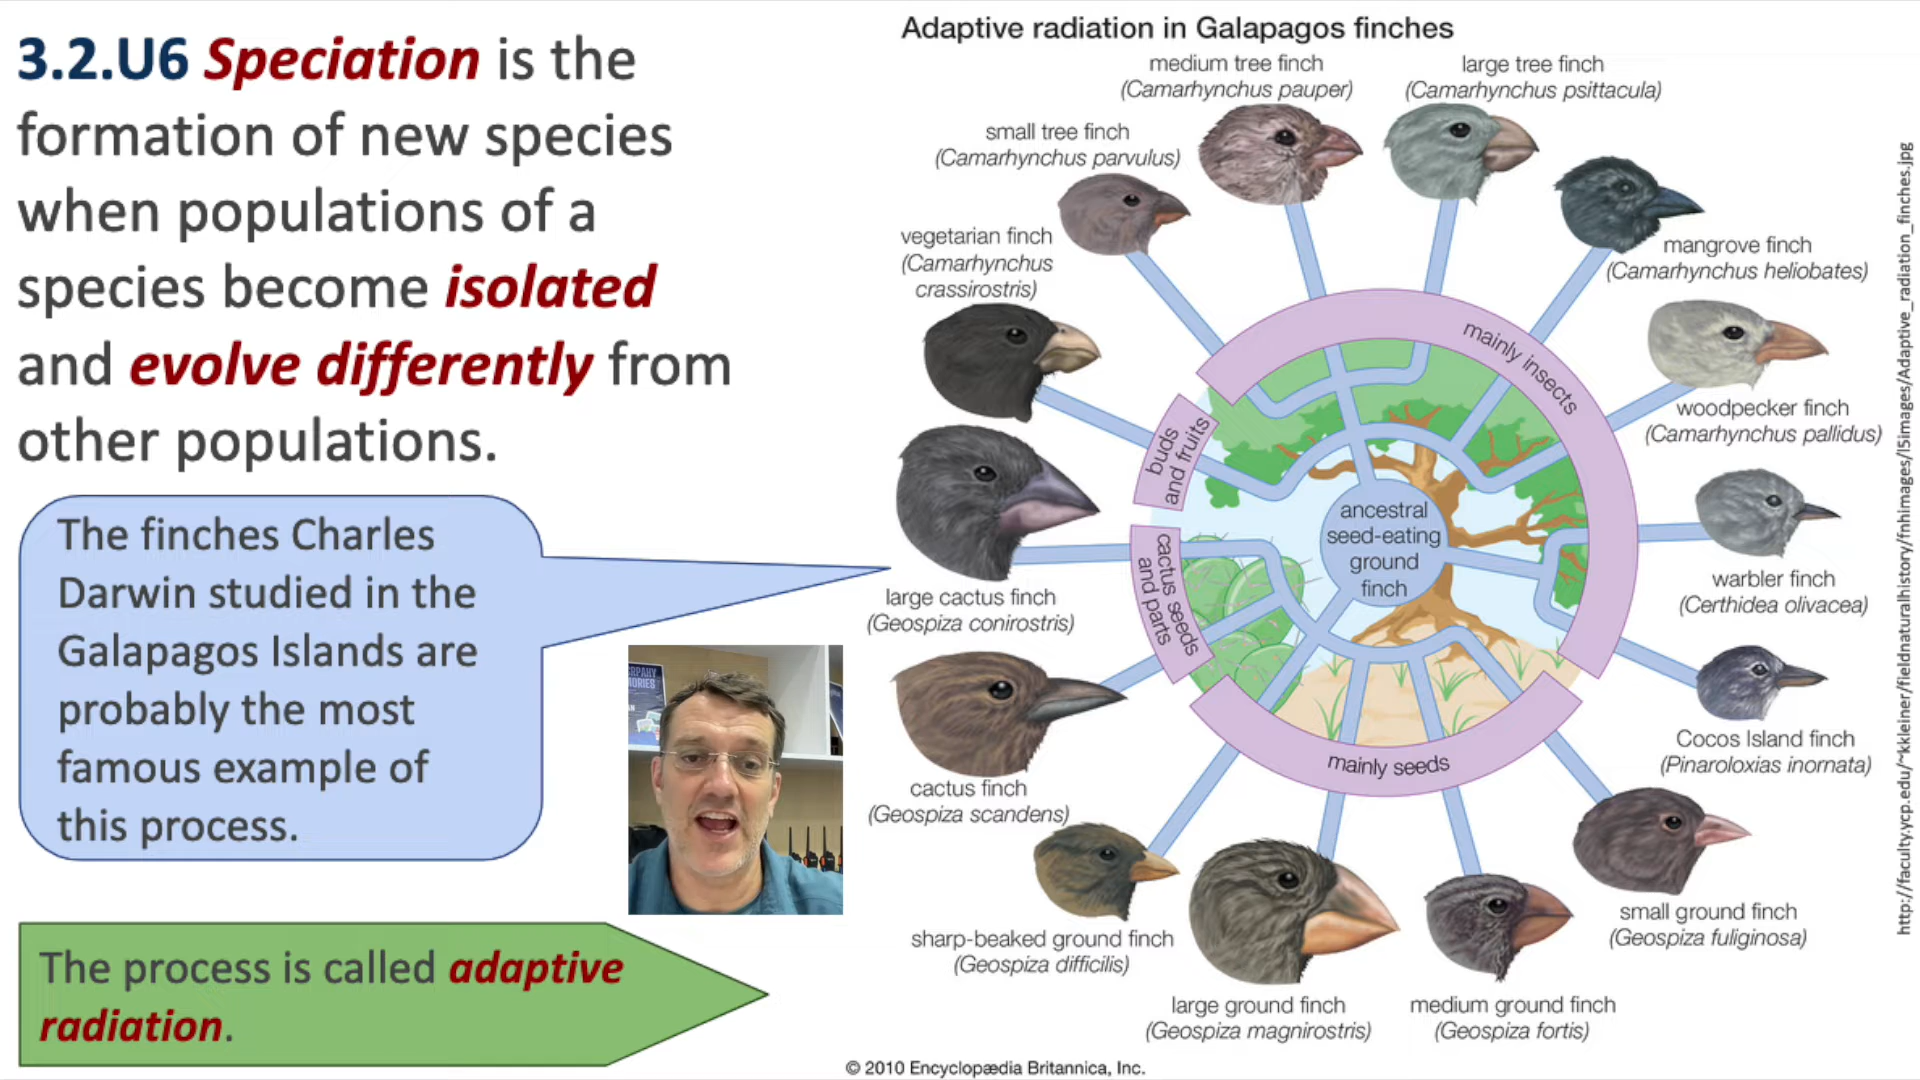 3.2.U6 Speciation is the
formation of new species
when populations of a
species become isolated
and evolve differently from
other populations.
The finches Charles
Darwin studied in the
Galapagos Islands are
probably the most
famous example of
this process.
The process is called adaptive
radiation.
Adaptive radiation in Galapagos finches
medium tree finch
(Camarhynchus pauper)
large tree finch
(Camarhynchus psittacula)
small tree finch
(Camarhynchus parvulus)
mangrove finch
(Camarhynchus heliobates)
vegetarian finch
(Camarhynchus
crassirostris)
woodpecker finch
(Camarhynchus pallidus)
large cactus finch
(Geospiza conirostris)
warbler finch
(Certhidea olivacea)
cactus finch
(Geospiza scandens)
Cocos Island finch
(Pinaroloxias inornata)
sharp-beaked ground finch
(Geospiza difficilis)
small ground finch
(Geospiza fuliginosa)
large ground finch
(Geospiza magnirostris)
medium ground finch
(Geospiza fortis)
mainly insects
buds
and fruits
cactus seeds
and parts
mainly seeds
ancestral
seed-eating
ground
finch
© 2010 Encyclopædia Britannica, Inc.
http://faculty.ycp.edu/~kkleiner/fieldnaturalhistory/fnhimages/l5images/Adaptive_radiation_finches.jpg